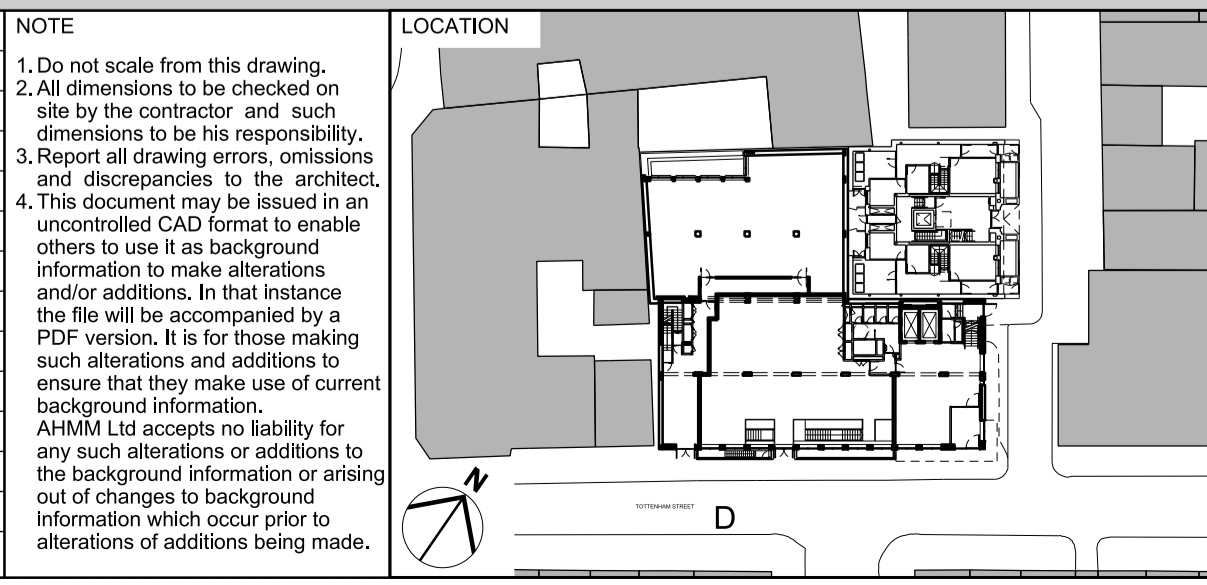 NOTE
1. Do not scale from this drawing.
2. All dimensions to be checked on
site by the contractor and such
dimensions to be his responsibility.
3. Report all drawing errors, omissions
and discrepancies to the architect.
4. This document may be issued in an
uncontrolled CAD format to enable
others to use it as background
information to make alterations
and/or additions. In that instance
the file will be accompanied by a
PDF version. It is for those making
such alterations and additions to
ensure that they make use of current
background information.
AHMM Ltd accepts no liability for
any such alterations or additions to
the background information or arising
out of changes to background
information which occur prior to
alterations of additions being made.
LOCATION
N
TOTTENHAM STREET
D